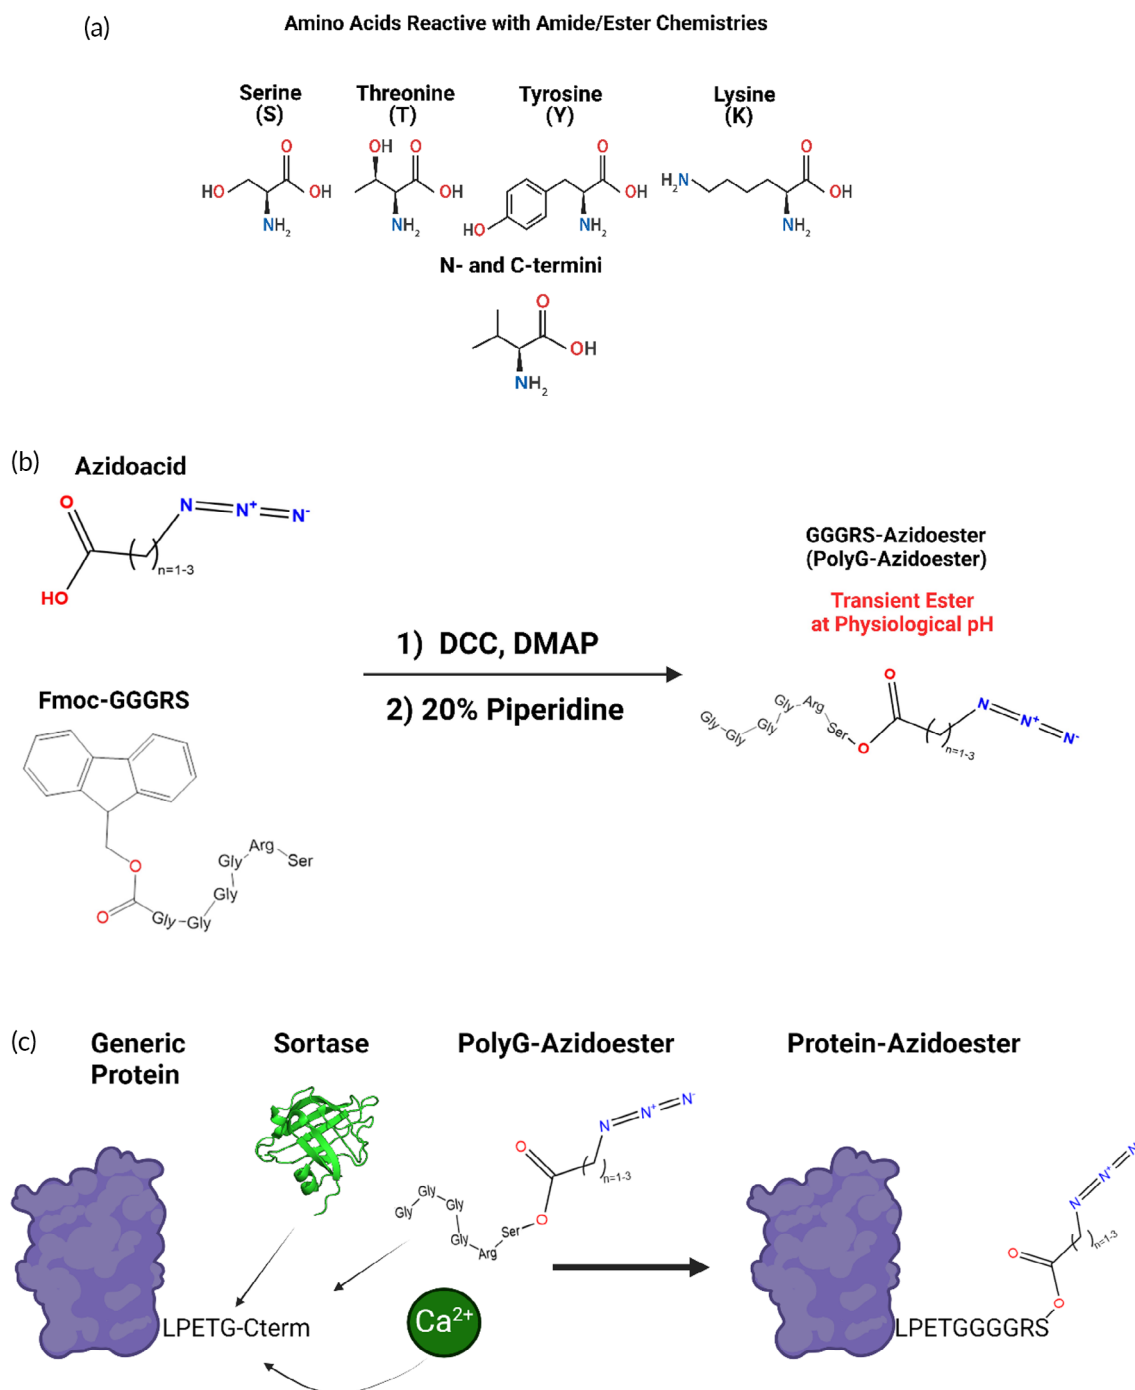 (a)
Amino Acids Reactive with Amide/Ester Chemistries
Serine Threonine Tyrosine Lysine
(S) (T) (Y) (K)
O OH O O O
HO OH OH OH H₂N OH
NH₂ NH₂ HO NH₂ NH₂
N- and C-termini
O
OH
NH₂
(b)
Azidoacid
O N N⁺ N⁻
n=1-3
HO
GGGRS-Azidoester
(PolyG-Azidoester)
Transient Ester
at Physiological pH
1) DCC, DMAP
2) 20% Piperidine
Fmoc-GGGRS
O
Gly Arg Ser
Gly
O Gly Gly
O N N⁺ N⁻
Gly Gly Gly Gly Arg Ser O n=1-3
(c)
Generic Sortase PolyG-Azidoester Protein-Azidoester
Protein
N N⁺ N⁻
O n=1-3
Gly Gly Gly Gly Arg Ser O
Ca²⁺
LPETG-Cterm
N N⁺ N
O n=1-3
O
LPETGGGGRS